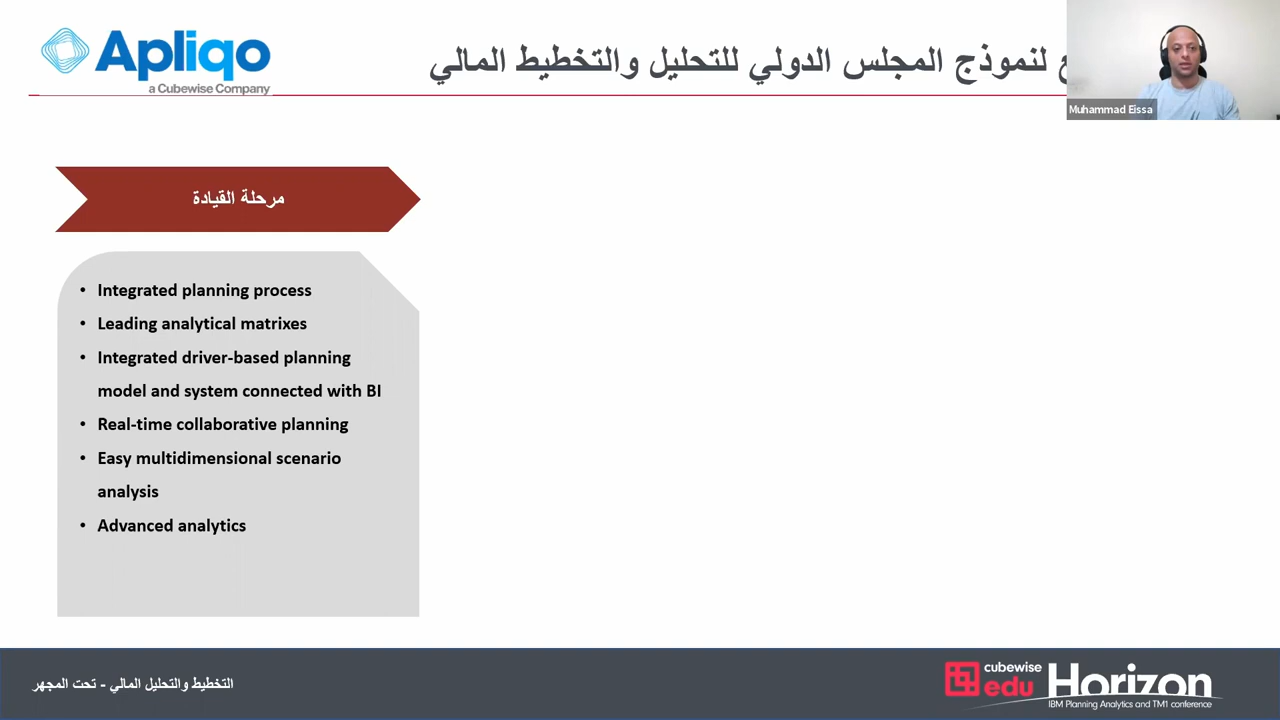 Apliqo
a Cubewise Company
لنموذج المجلس الدولي للتحليل والتخطيط المالي
Muhammad Eissa
مرحلة القيادة
• Integrated planning process
• Leading analytical matrixes
• Integrated driver-based planning
model and system connected with BI
• Real-time collaborative planning
• Easy multidimensional scenario
analysis
• Advanced analytics
التخطيط والتحليل المالي - تحت المجهر
cubewise
edu
Horizon
IBM Planning Analytics and TM1 conference